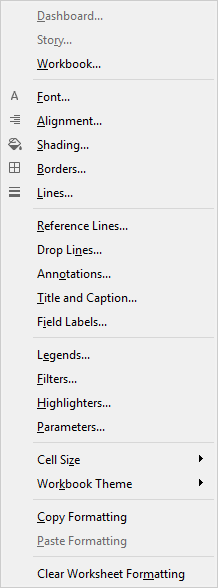 Dashboard...
Story...
Workbook...
A Font...
Alignment...
Shading...
Borders...
Lines...
Reference Lines...
Drop Lines...
Annotations...
Title and Caption...
Field Labels...
Legends...
Filters...
Highlighters...
Parameters...
Cell Size
Workbook Theme
Copy Formatting
Paste Formatting
Clear Worksheet Formatting